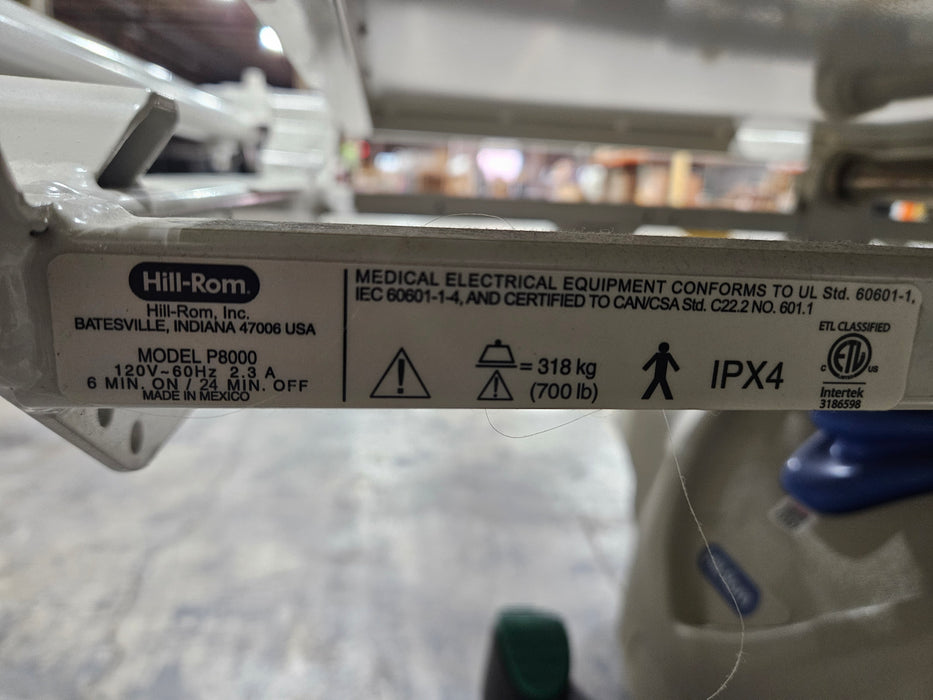 Hill-Rom®
Hill-Rom, Inc.
BATESVILLE, INDIANA 47006 USA
MODEL P8000
120V~60Hz 2.3 A
6 MIN. ON / 24 MIN. OFF
MADE IN MEXICO
MEDICAL ELECTRICAL EQUIPMENT CONFORMS TO UL Std. 60601-1,
IEC 60601-1-4, AND CERTIFIED TO CAN/CSA Std. C22.2 NO. 601.1
= 318 kg
(700 lb)
IPX4
ETL CLASSIFIED
C ETL US
Intertek
3186598